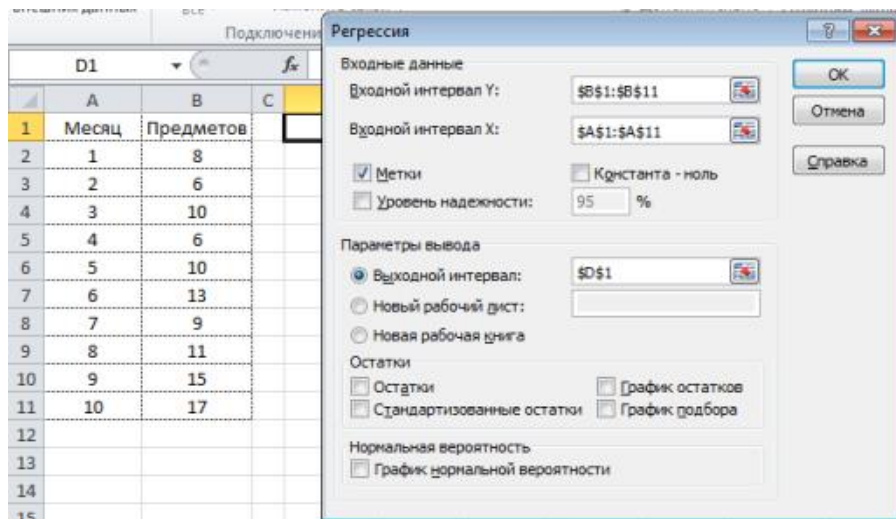 Подключени
D1
fx
A B C
1 Месяц Предметов
2 1 8
3 2 6
4 3 10
5 4 6
6 5 10
7 6 13
8 7 9
9 8 11
10 9 15
11 10 17
12
13
14
15
Регрессия
Входные данные
Входной интервал Y: $B$1:$B$11
Входной интервал X: $A$1:$A$11
Метки Константа - ноль
Уровень надежности: 95 %
Параметры вывода
Выходной интервал: $D$1
Новый рабочий лист:
Новая рабочая книга
Остатки
Остатки График остатков
Стандартизованные остатки График подбора
Нормальная вероятность
График нормальной вероятности
OK
Отмена
Справка